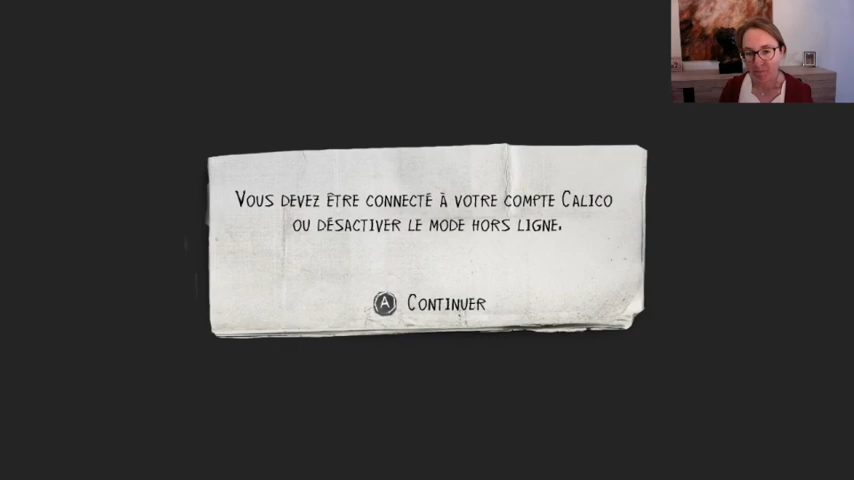 Vous devez être connecté à votre compte Calico
ou désactiver le mode hors ligne.
A Continuer